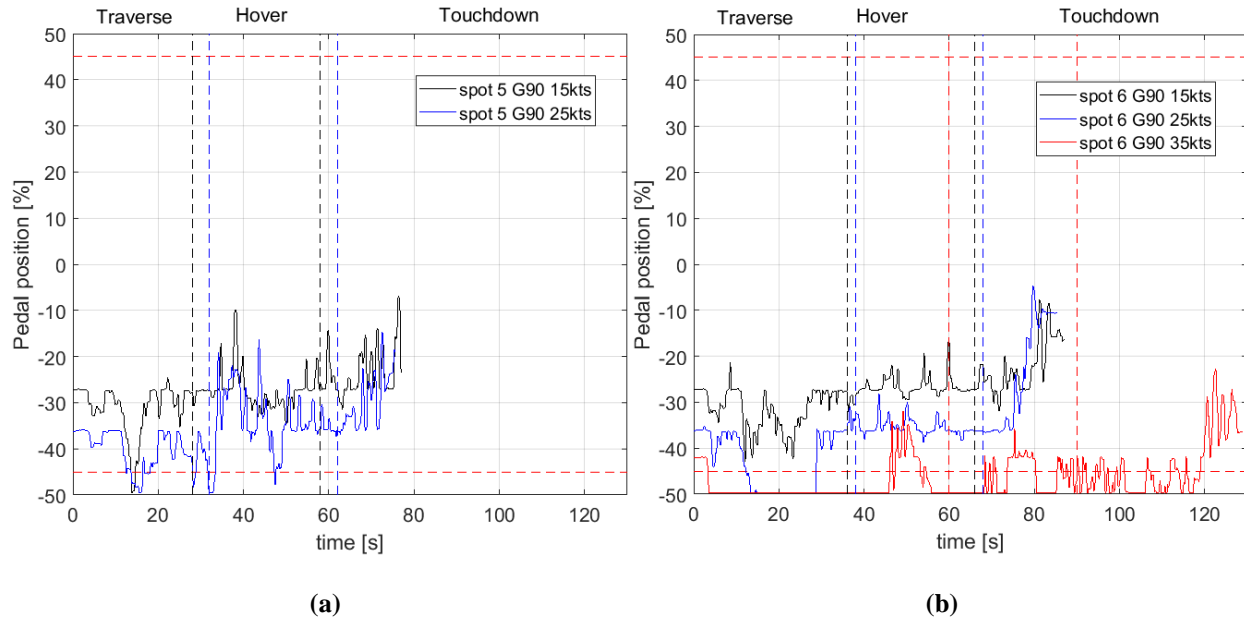 Traverse Hover Touchdown
50
40
30
20
10
0
-10
-20
-30
-40
-50
Pedal position [%]
spot 5 G90 15kts
spot 5 G90 25kts
0 20 40 60 80 100 120
time [s]
(a)
Traverse Hover Touchdown
50
40
30
20
10
0
-10
-20
-30
-40
-50
Pedal position [%]
spot 6 G90 15kts
spot 6 G90 25kts
spot 6 G90 35kts
0 20 40 60 80 100 120
time [s]
(b)